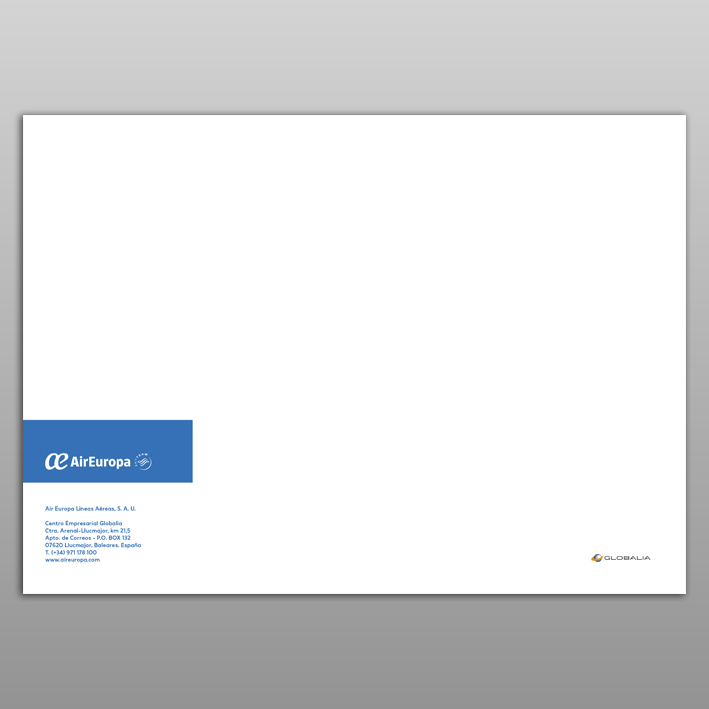 æ AirEuropa
Air Europa Líneas Aéreas, S. A. U.
Centro Empresarial Globalia
Ctra. Arenal-Llucmajor, km 21,5
Apto. de Correos - P.O. BOX 132
07620 Llucmajor, Baleares. España
T. (+34) 971 178 100
www.aireuropa.com
GLOBALIA